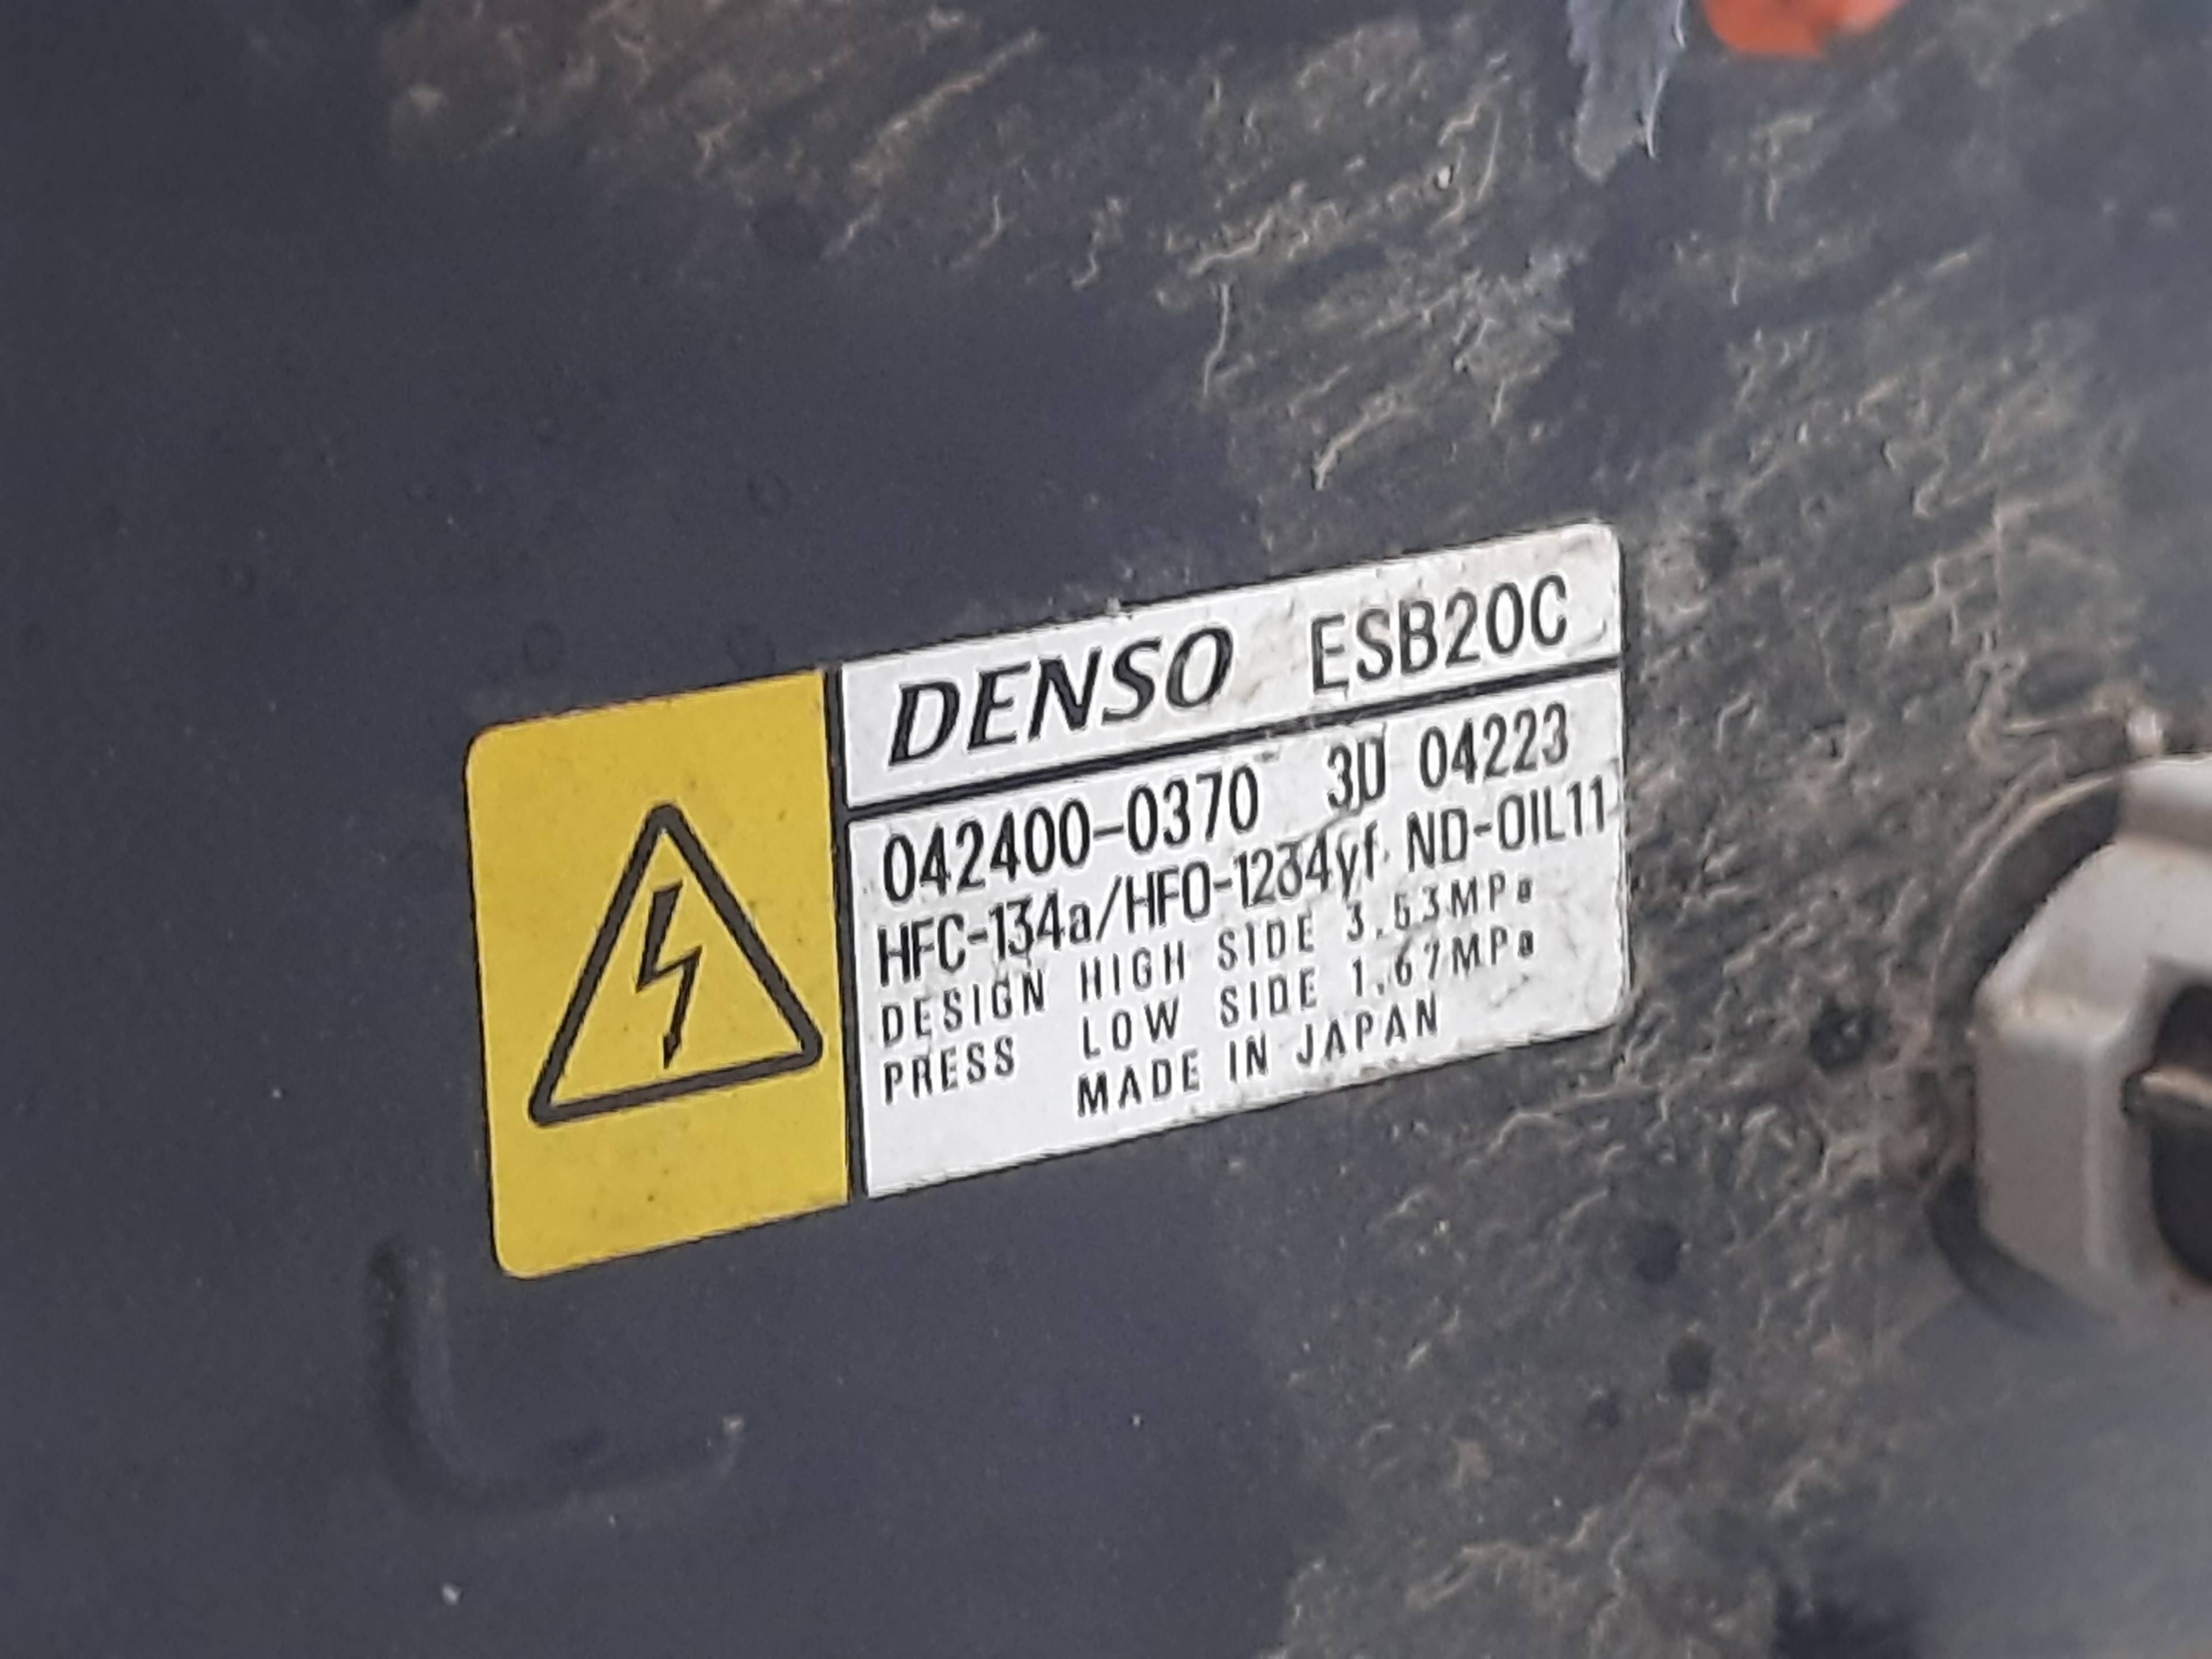 DENSO ESB20C
042400-0370 3D 04223
HFC-134a/HFO-1234yf ND-OIL11
DESIGN HIGH SIDE 3.53MPa
PRESS LOW SIDE 1.67MPa
MADE IN JAPAN